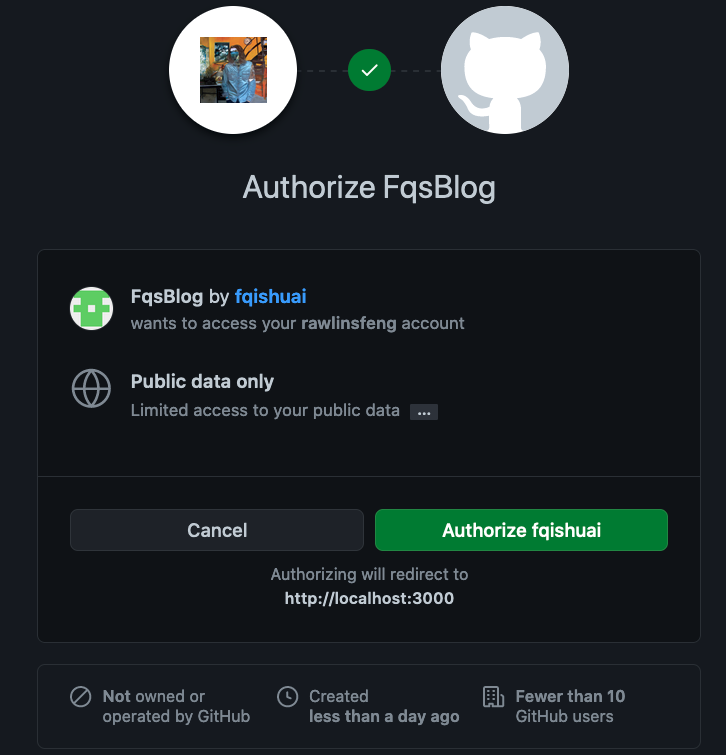 Authorize FqsBlog
FqsBlog by fqishuai
wants to access your rawlinsfeng account
Public data only
Limited access to your public data ...
Cancel
Authorize fqishuai
Authorizing will redirect to
http://localhost:3000
Not owned or
operated by GitHub
Created
less than a day ago
Fewer than 10
GitHub users